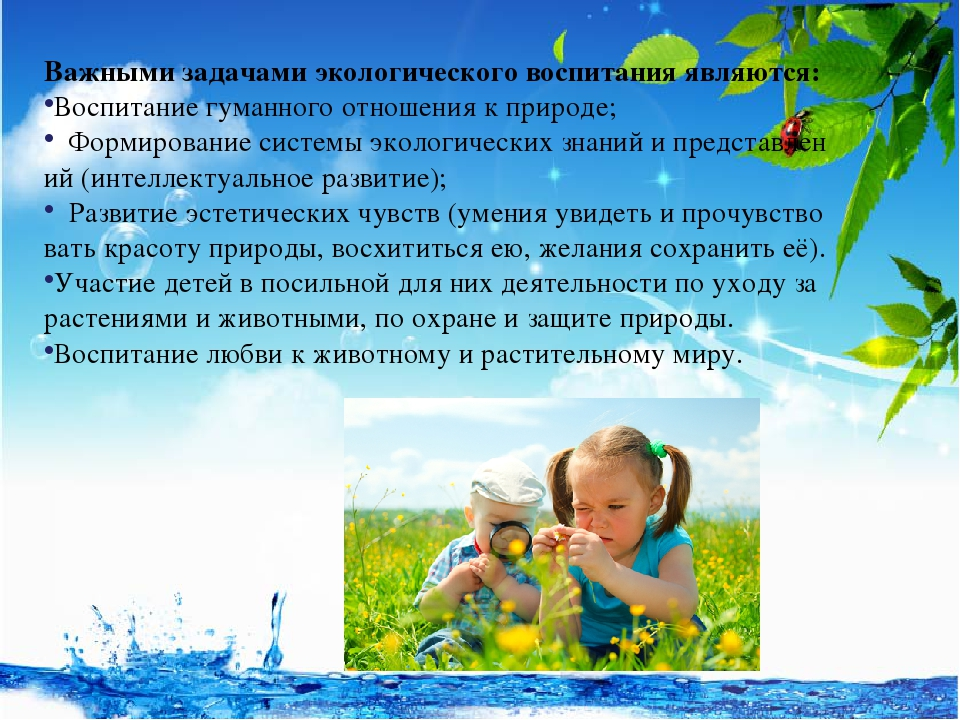 Важными задачами экологического воспитания являются:
•Воспитание гуманного отношения к природе;
• Формирование системы экологических знаний и представлен
ий (интеллектуальное развитие);
• Развитие эстетических чувств (умения увидеть и прочувство
вать красоту природы, восхититься ею, желания сохранить её).
•Участие детей в посильной для них деятельности по уходу за
растениями и животными, по охране и защите природы.
•Воспитание любви к животному и растительному миру.